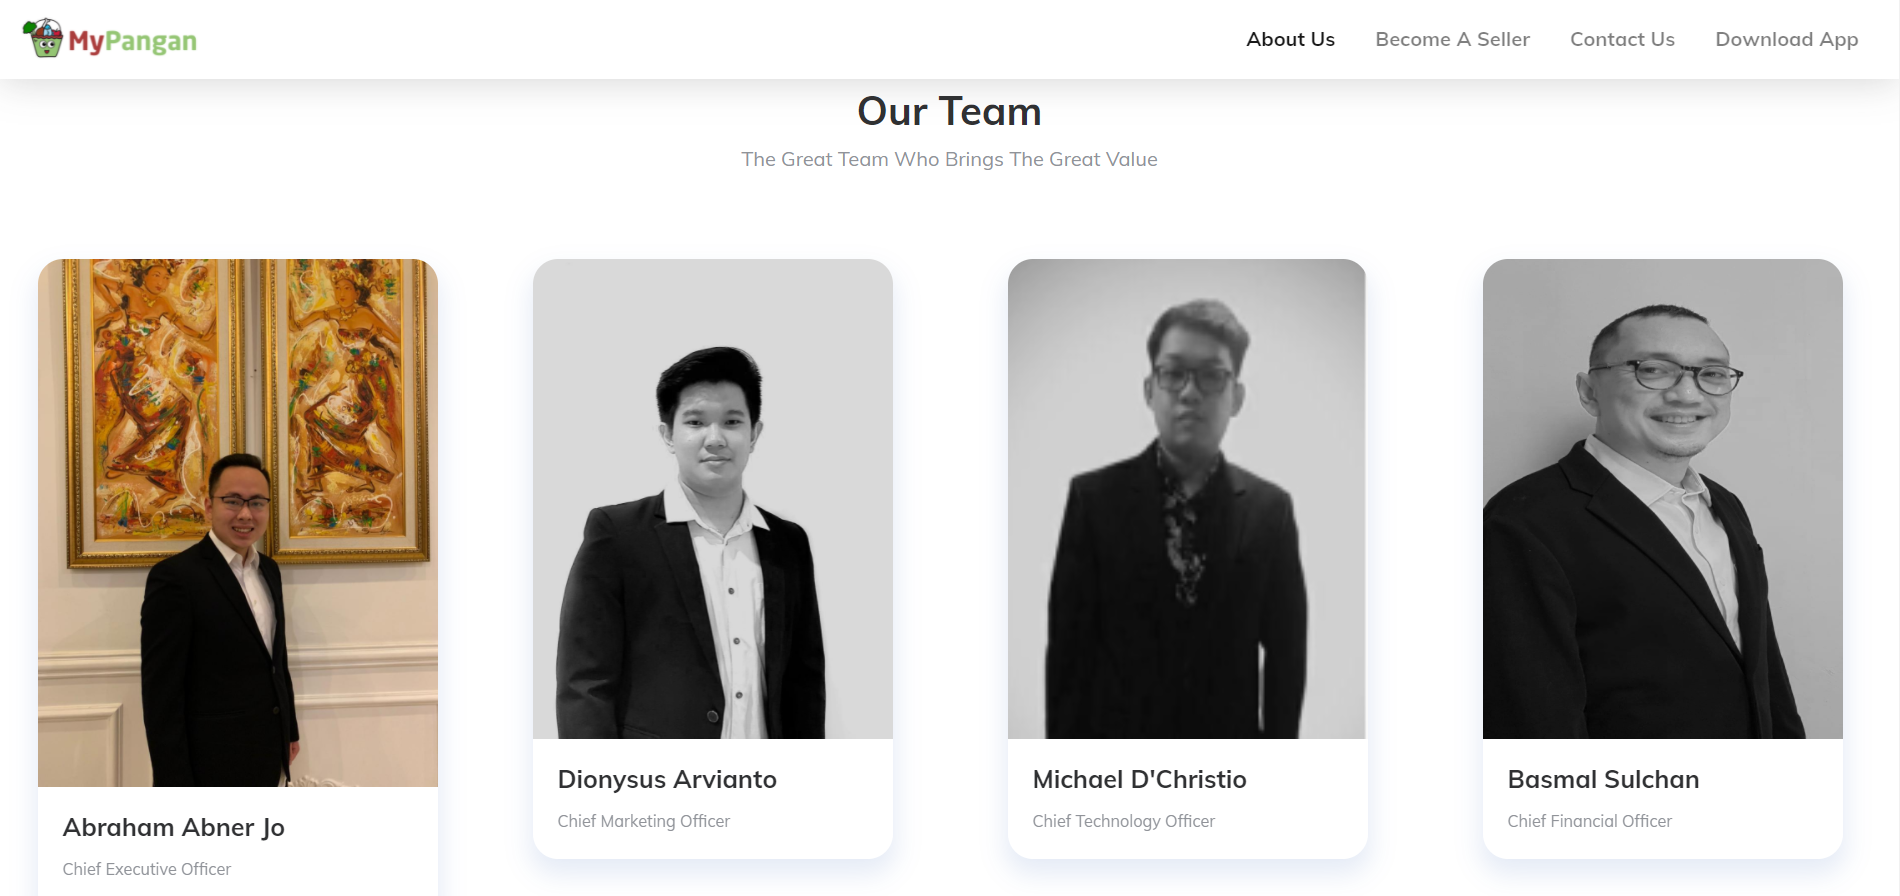 MyPangan
About Us
Become A Seller
Contact Us
Download App
Our Team
The Great Team Who Brings The Great Value
Abraham Abner Jo
Chief Executive Officer
Dionysus Arvianto
Chief Marketing Officer
Michael D'Christio
Chief Technology Officer
Basmal Sulchan
Chief Financial Officer